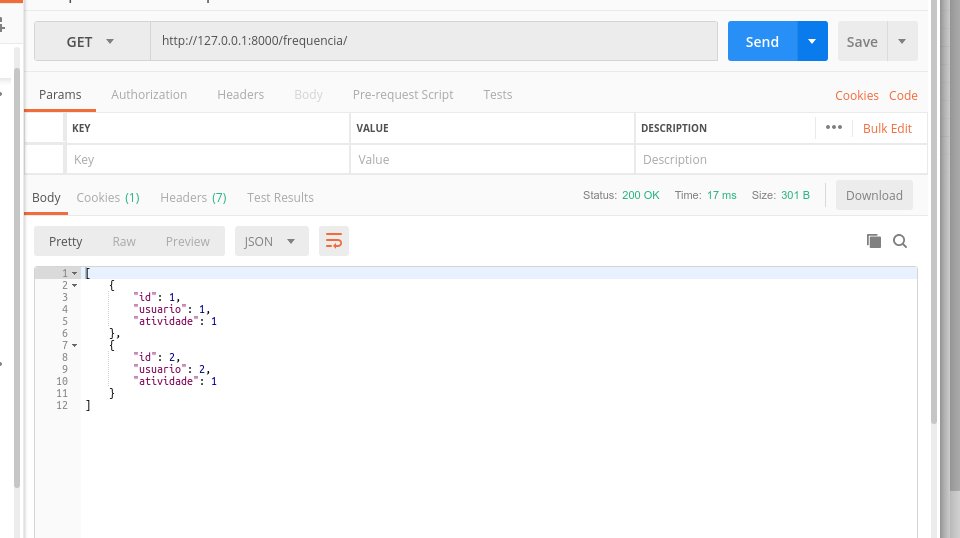 GET http://127.0.0.1:8000/frequencia/ Send Save
Params Authorization Headers Body Pre-request Script Tests Cookies Code
KEY VALUE DESCRIPTION ••• Bulk Edit
Key Value Description
Body Cookies (1) Headers (7) Test Results Status: 200 OK Time: 17 ms Size: 301 B Download
Pretty Raw Preview JSON
1 [
2 {
3 "id": 1,
4 "usuario": 1,
5 "atividade": 1
6 },
7 {
8 "id": 2,
9 "usuario": 2,
10 "atividade": 1
11 }
12 ]